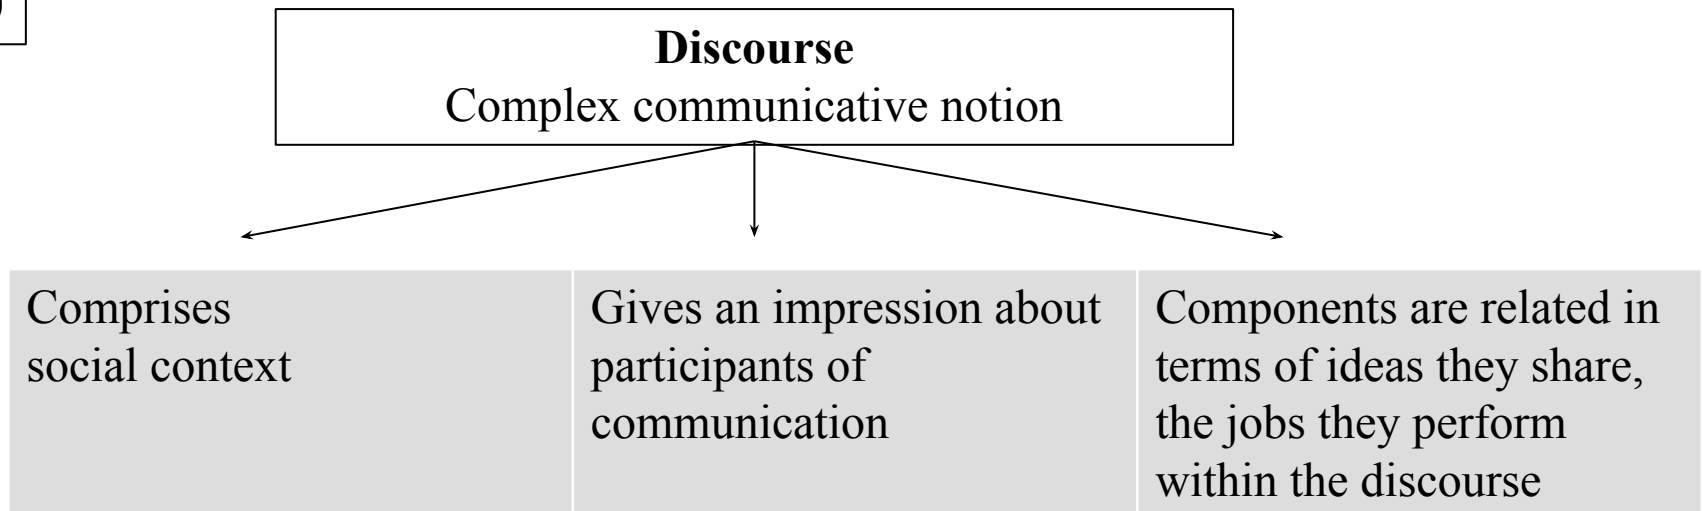 Discourse
Complex communicative notion
Comprises
social context
Gives an impression about
participants of
communication
Components are related in
terms of ideas they share,
the jobs they perform
within the discourse